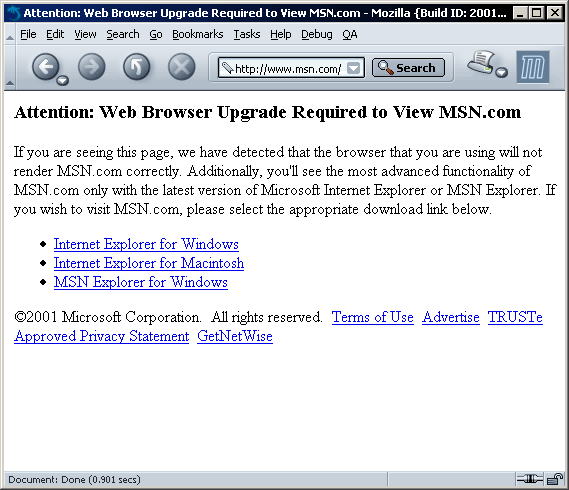 Attention: Web Browser Upgrade Required to View MSN.com - Mozilla {Build ID: 2001...
File Edit View Search Go Bookmarks Tasks Help Debug QA
http://www.msn.com/ Search
Attention: Web Browser Upgrade Required to View MSN.com
If you are seeing this page, we have detected that the browser that you are using will not
render MSN.com correctly. Additionally, you'll see the most advanced functionality of
MSN.com only with the latest version of Microsoft Internet Explorer or MSN Explorer. If
you wish to visit MSN.com, please select the appropriate download link below.
Internet Explorer for Windows
Internet Explorer for Macintosh
MSN Explorer for Windows
©2001 Microsoft Corporation. All rights reserved. Terms of Use Advertise TRUSTe
Approved Privacy Statement GetNetWise
Document: Done (0.901 secs)